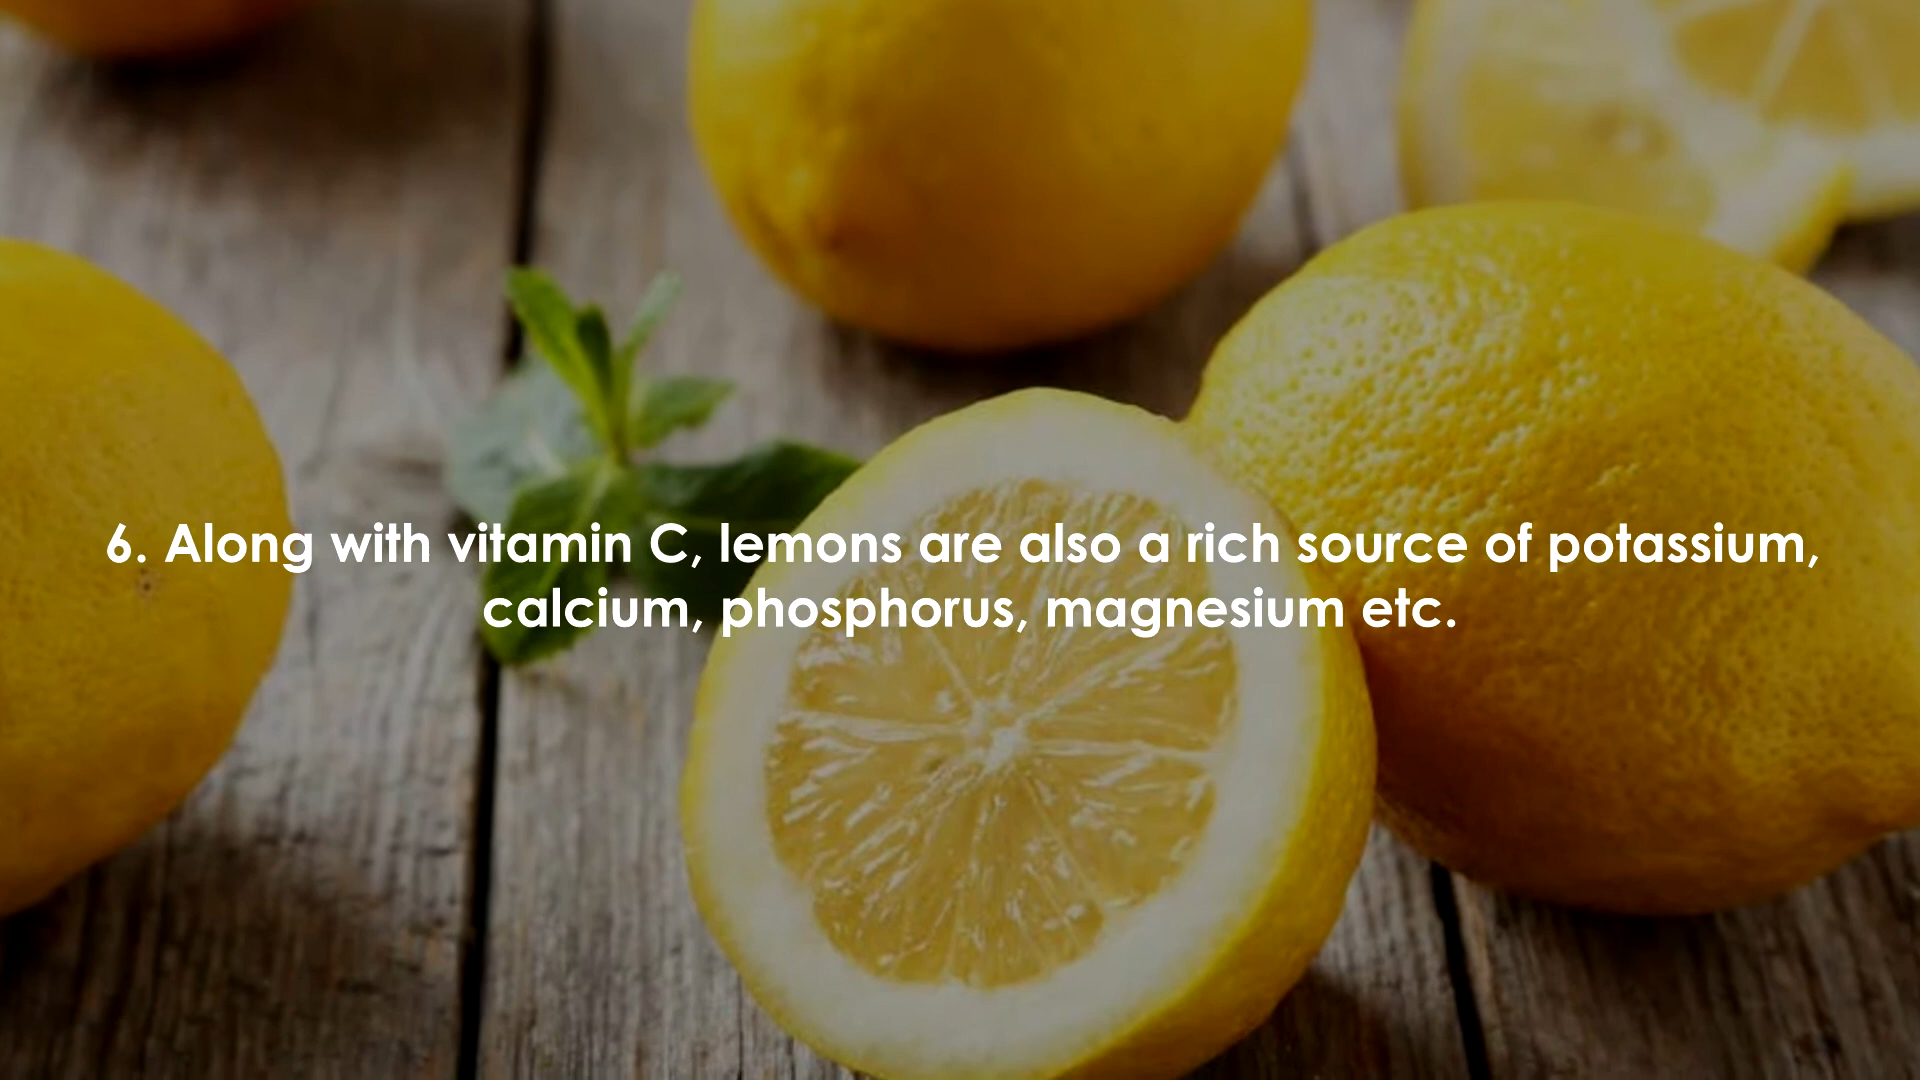 6. Along with vitamin C, lemons are also a rich source of potassium,
calcium, phosphorus, magnesium etc.